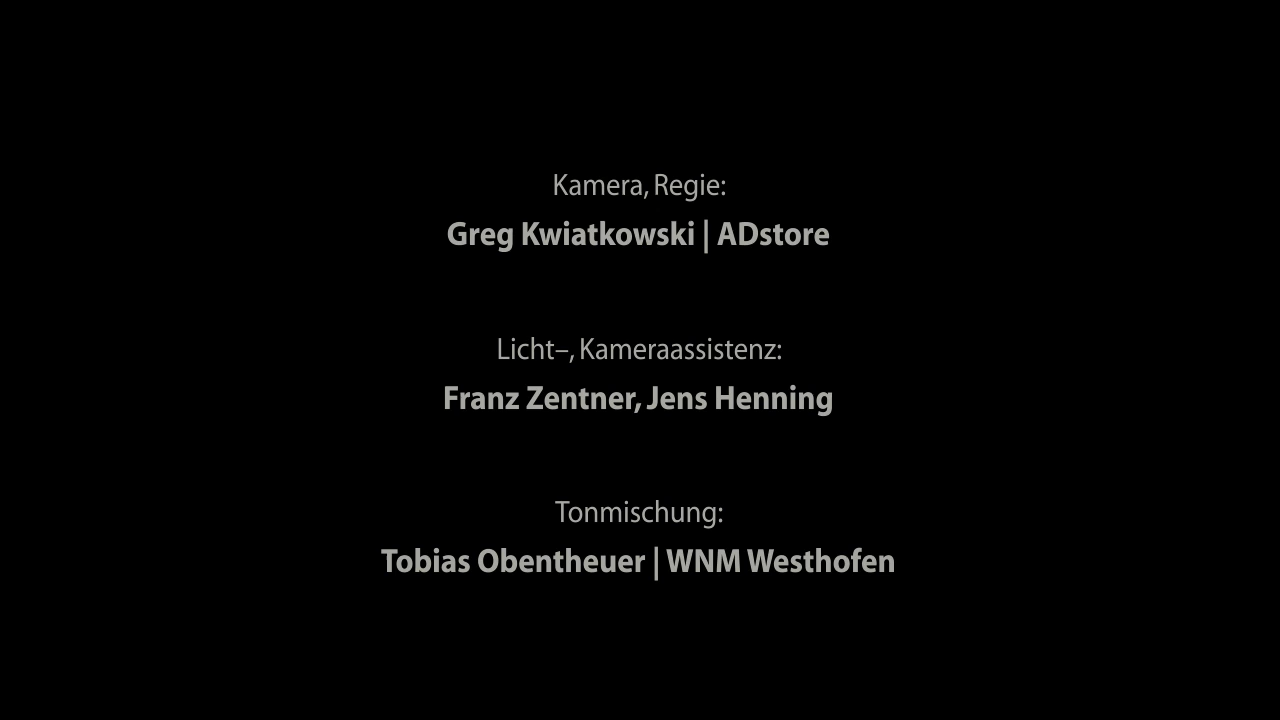 Kamera, Regie:
Greg Kwiatkowski | ADstore
Licht–, Kameraassistenz:
Franz Zentner, Jens Henning
Tonmischung:
Tobias Obentheuer | WNM Westhofen